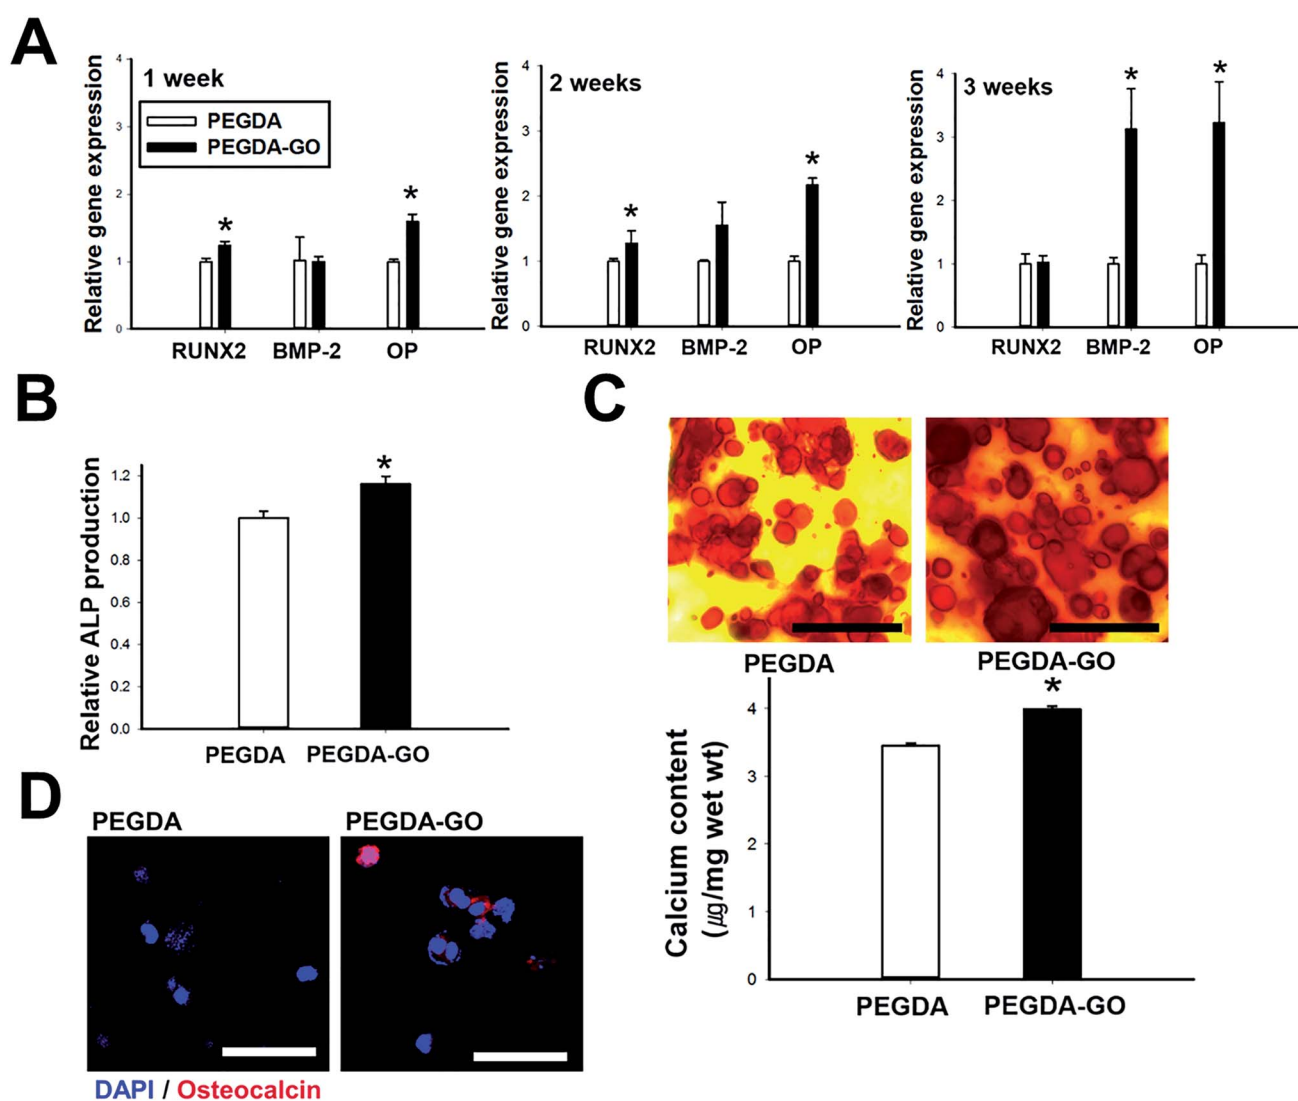 A
Relative gene expression
4
3
2
1
0
1 week
PEGDA
PEGDA-GO
*
*
RUNX2 BMP-2 OP
Relative gene expression
4
3
2
1
0
2 weeks
*
*
RUNX2 BMP-2 OP
Relative gene expression
4
3
2
1
0
3 weeks
*
*
RUNX2 BMP-2 OP
B
Relative ALP production
1.2
1.0
0.8
0.6
0.4
0.2
0.0
*
PEGDA PEGDA-GO
C
PEGDA PEGDA-GO
Calcium content
(㎍/mg wet wt)
4
3
2
1
0
*
PEGDA PEGDA-GO
D
PEGDA PEGDA-GO
DAPI / Osteocalcin